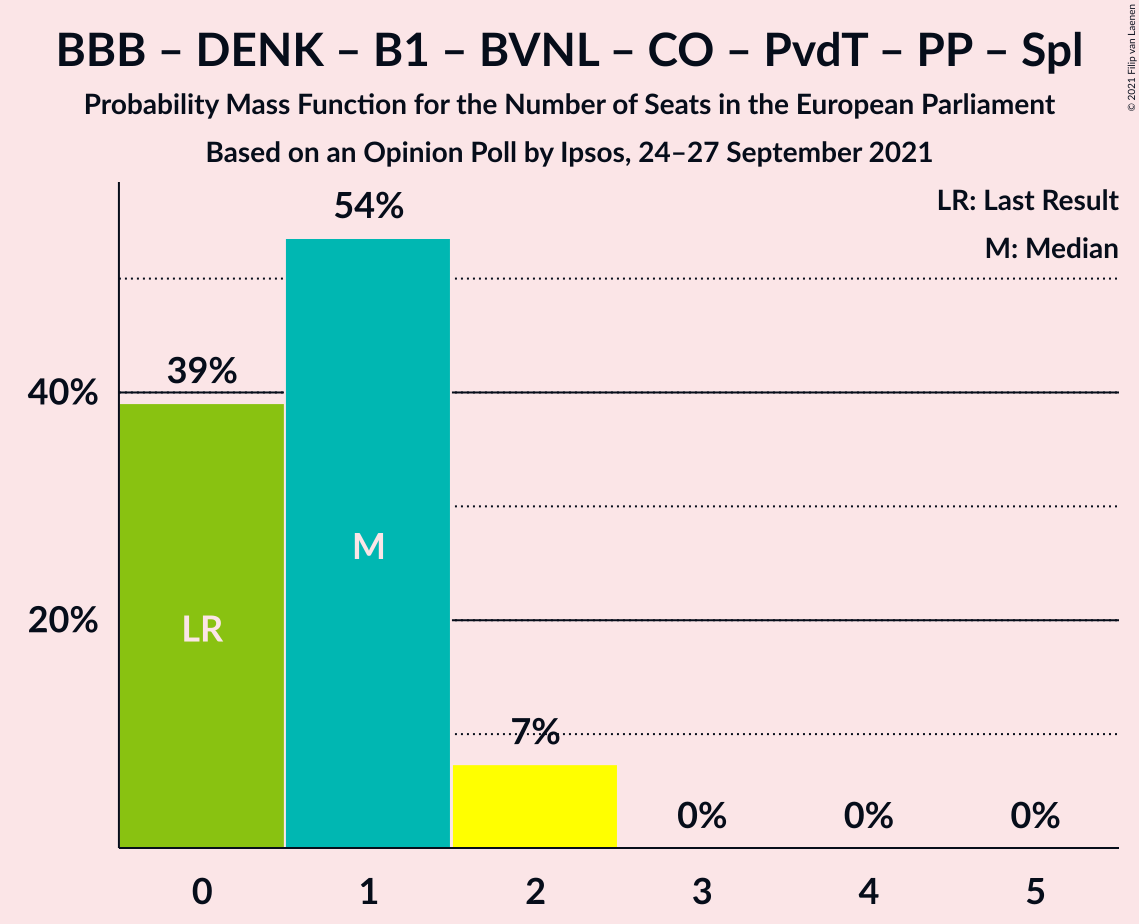 BBB – DENK – B1 – BVNL – CO – PvdT – PP – Spl
Probability Mass Function for the Number of Seats in the European Parliament
Based on an Opinion Poll by Ipsos, 24–27 September 2021
© 2021 Filip van Laenen
LR: Last Result
M: Median
54%
39%
40%
M
20%
LR
7%
0%
0%
0%
0
1
2
3
4
5